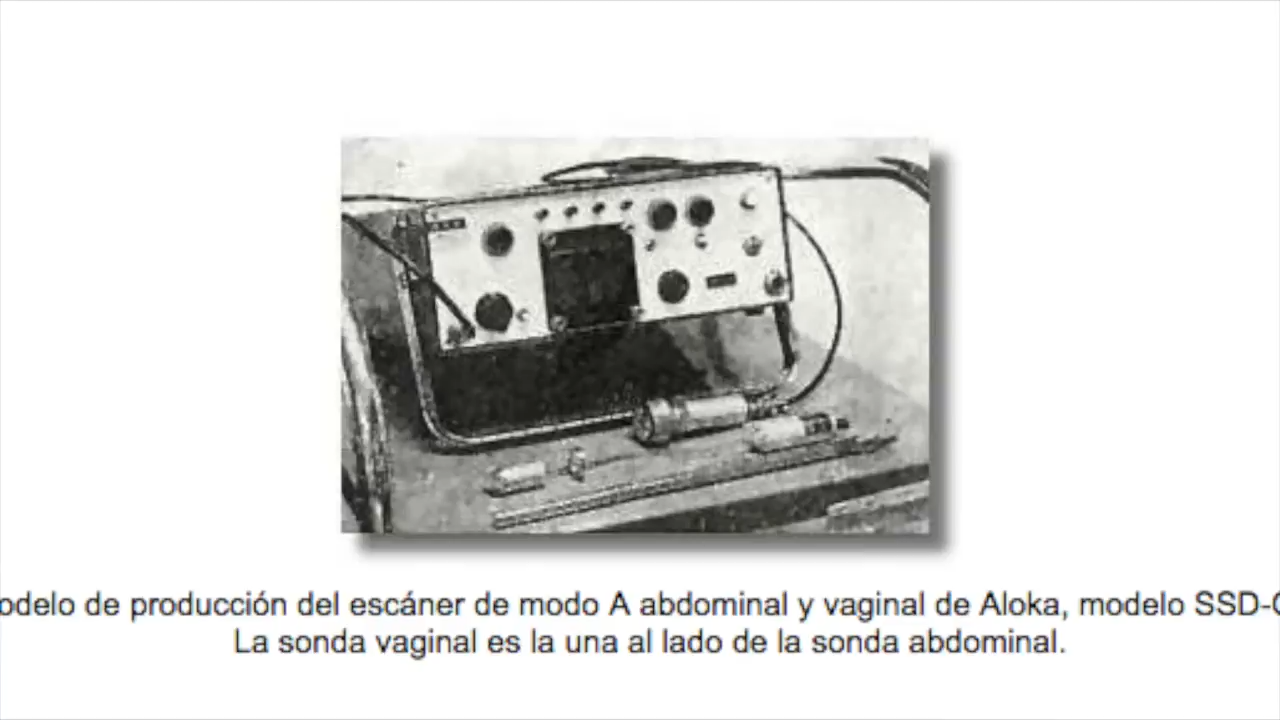 odelo de producción del escáner de modo A abdominal y vaginal de Aloka, modelo SSD-
La sonda vaginal es la una al lado de la sonda abdominal.